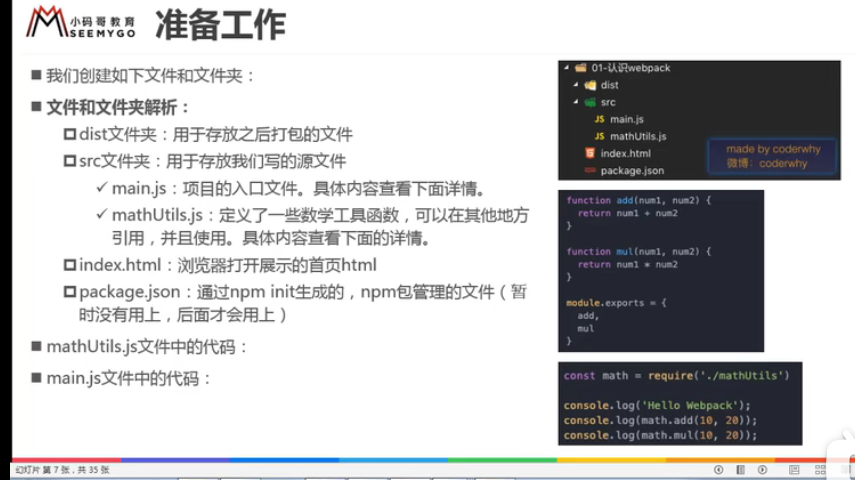 小码哥教育
SEEMYGO
准备工作
我们创建如下文件和文件夹：
文件和文件夹解析：
dist文件夹：用于存放之后打包的文件
src文件夹：用于存放我们写的源文件
main.js：项目的入口文件。具体内容查看下面详情。
mathUtils.js：定义了一些数学工具函数，可以在其他地方
引用，并且使用。具体内容查看下面的详情。
index.html：浏览器打开展示的首页html
package.json：通过npm init生成的，npm包管理的文件（暂
时没有用上，后面才会用上）
mathUtils.js文件中的代码：
main.js文件中的代码：
01-认识webpack
dist
src
JS main.js
JS mathUtils.js
index.html
package.json
made by coderwhy
微博：coderwhy
function add(num1, num2) {
return num1 + num2
}
function mul(num1, num2) {
return num1 * num2
}
module.exports = {
add,
mul
}
const math = require('./mathUtils')
console.log('Hello Webpack');
console.log(math.add(10, 20));
console.log(math.mul(10, 20));
幻灯片 第 7 张，共 35 张